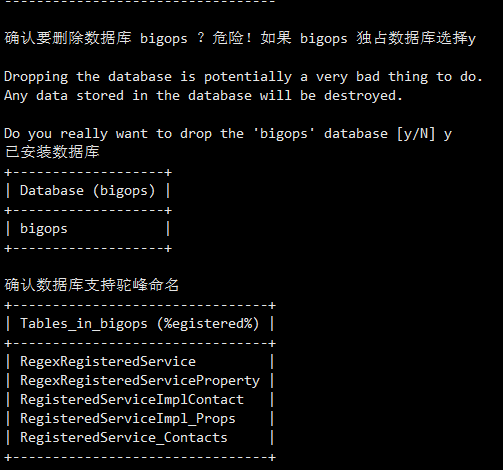 ----------------------------------
确认要删除数据库 bigops ？危险！如果 bigops 独占数据库选择y
Dropping the database is potentially a very bad thing to do.
Any data stored in the database will be destroyed.
Do you really want to drop the 'bigops' database [y/N] y
已安装数据库
+-------------------+
| Database (bigops) |
+-------------------+
| bigops            |
+-------------------+
确认数据库支持驼峰命名
+--------------------------------+
| Tables_in_bigops (%egistered%) |
+--------------------------------+
| RegexRegisteredService         |
| RegexRegisteredServiceProperty |
| RegisteredServiceImplContact   |
| RegisteredServiceImpl_Props    |
| RegisteredService_Contacts     |
+--------------------------------+